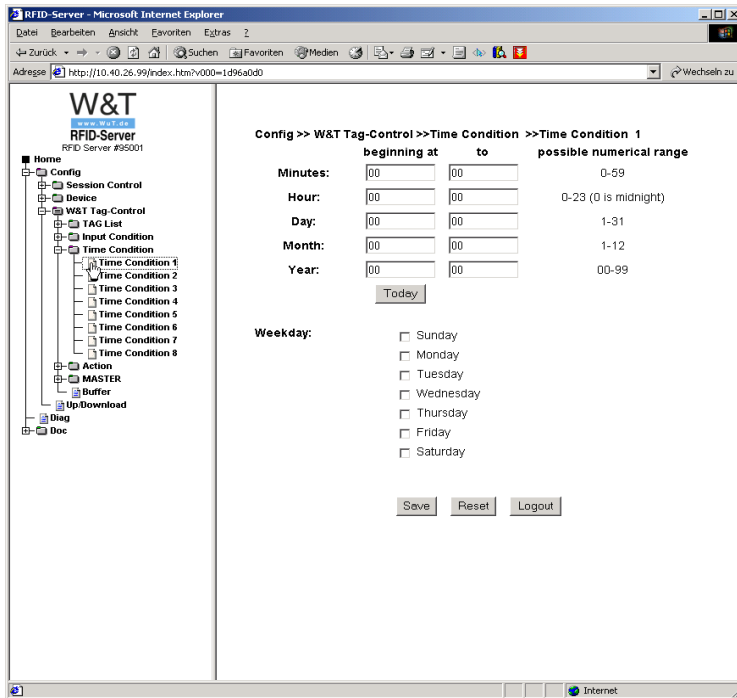 RFID-Server - Microsoft Internet Explorer
Datei Bearbeiten Ansicht Favoriten Extras ?
Zurück Suchen Favoriten Medien
Adresse http://10.40.26.99/index.htm?v000=1d96a0d0 Wechseln zu
W&T
www.WuT.de
RFID-Server
RFID Server #95001
Home
Config
Session Control
Device
W&T Tag-Control
TAG List
Input Condition
Time Condition
Time Condition 1
Time Condition 2
Time Condition 3
Time Condition 4
Time Condition 5
Time Condition 6
Time Condition 7
Time Condition 8
Action
MASTER
Buffer
Up/Download
Diag
Doc
Config >> W&T Tag-Control >>Time Condition >>Time Condition 1
beginning at to possible numerical range
Minutes: 00 00 0-59
Hour: 00 00 0-23 (0 is midnight)
Day: 00 00 1-31
Month: 00 00 1-12
Year: 00 00 00-99
Today
Weekday: Sunday
Monday
Tuesday
Wednesday
Thursday
Friday
Saturday
Save Reset Logout
Internet